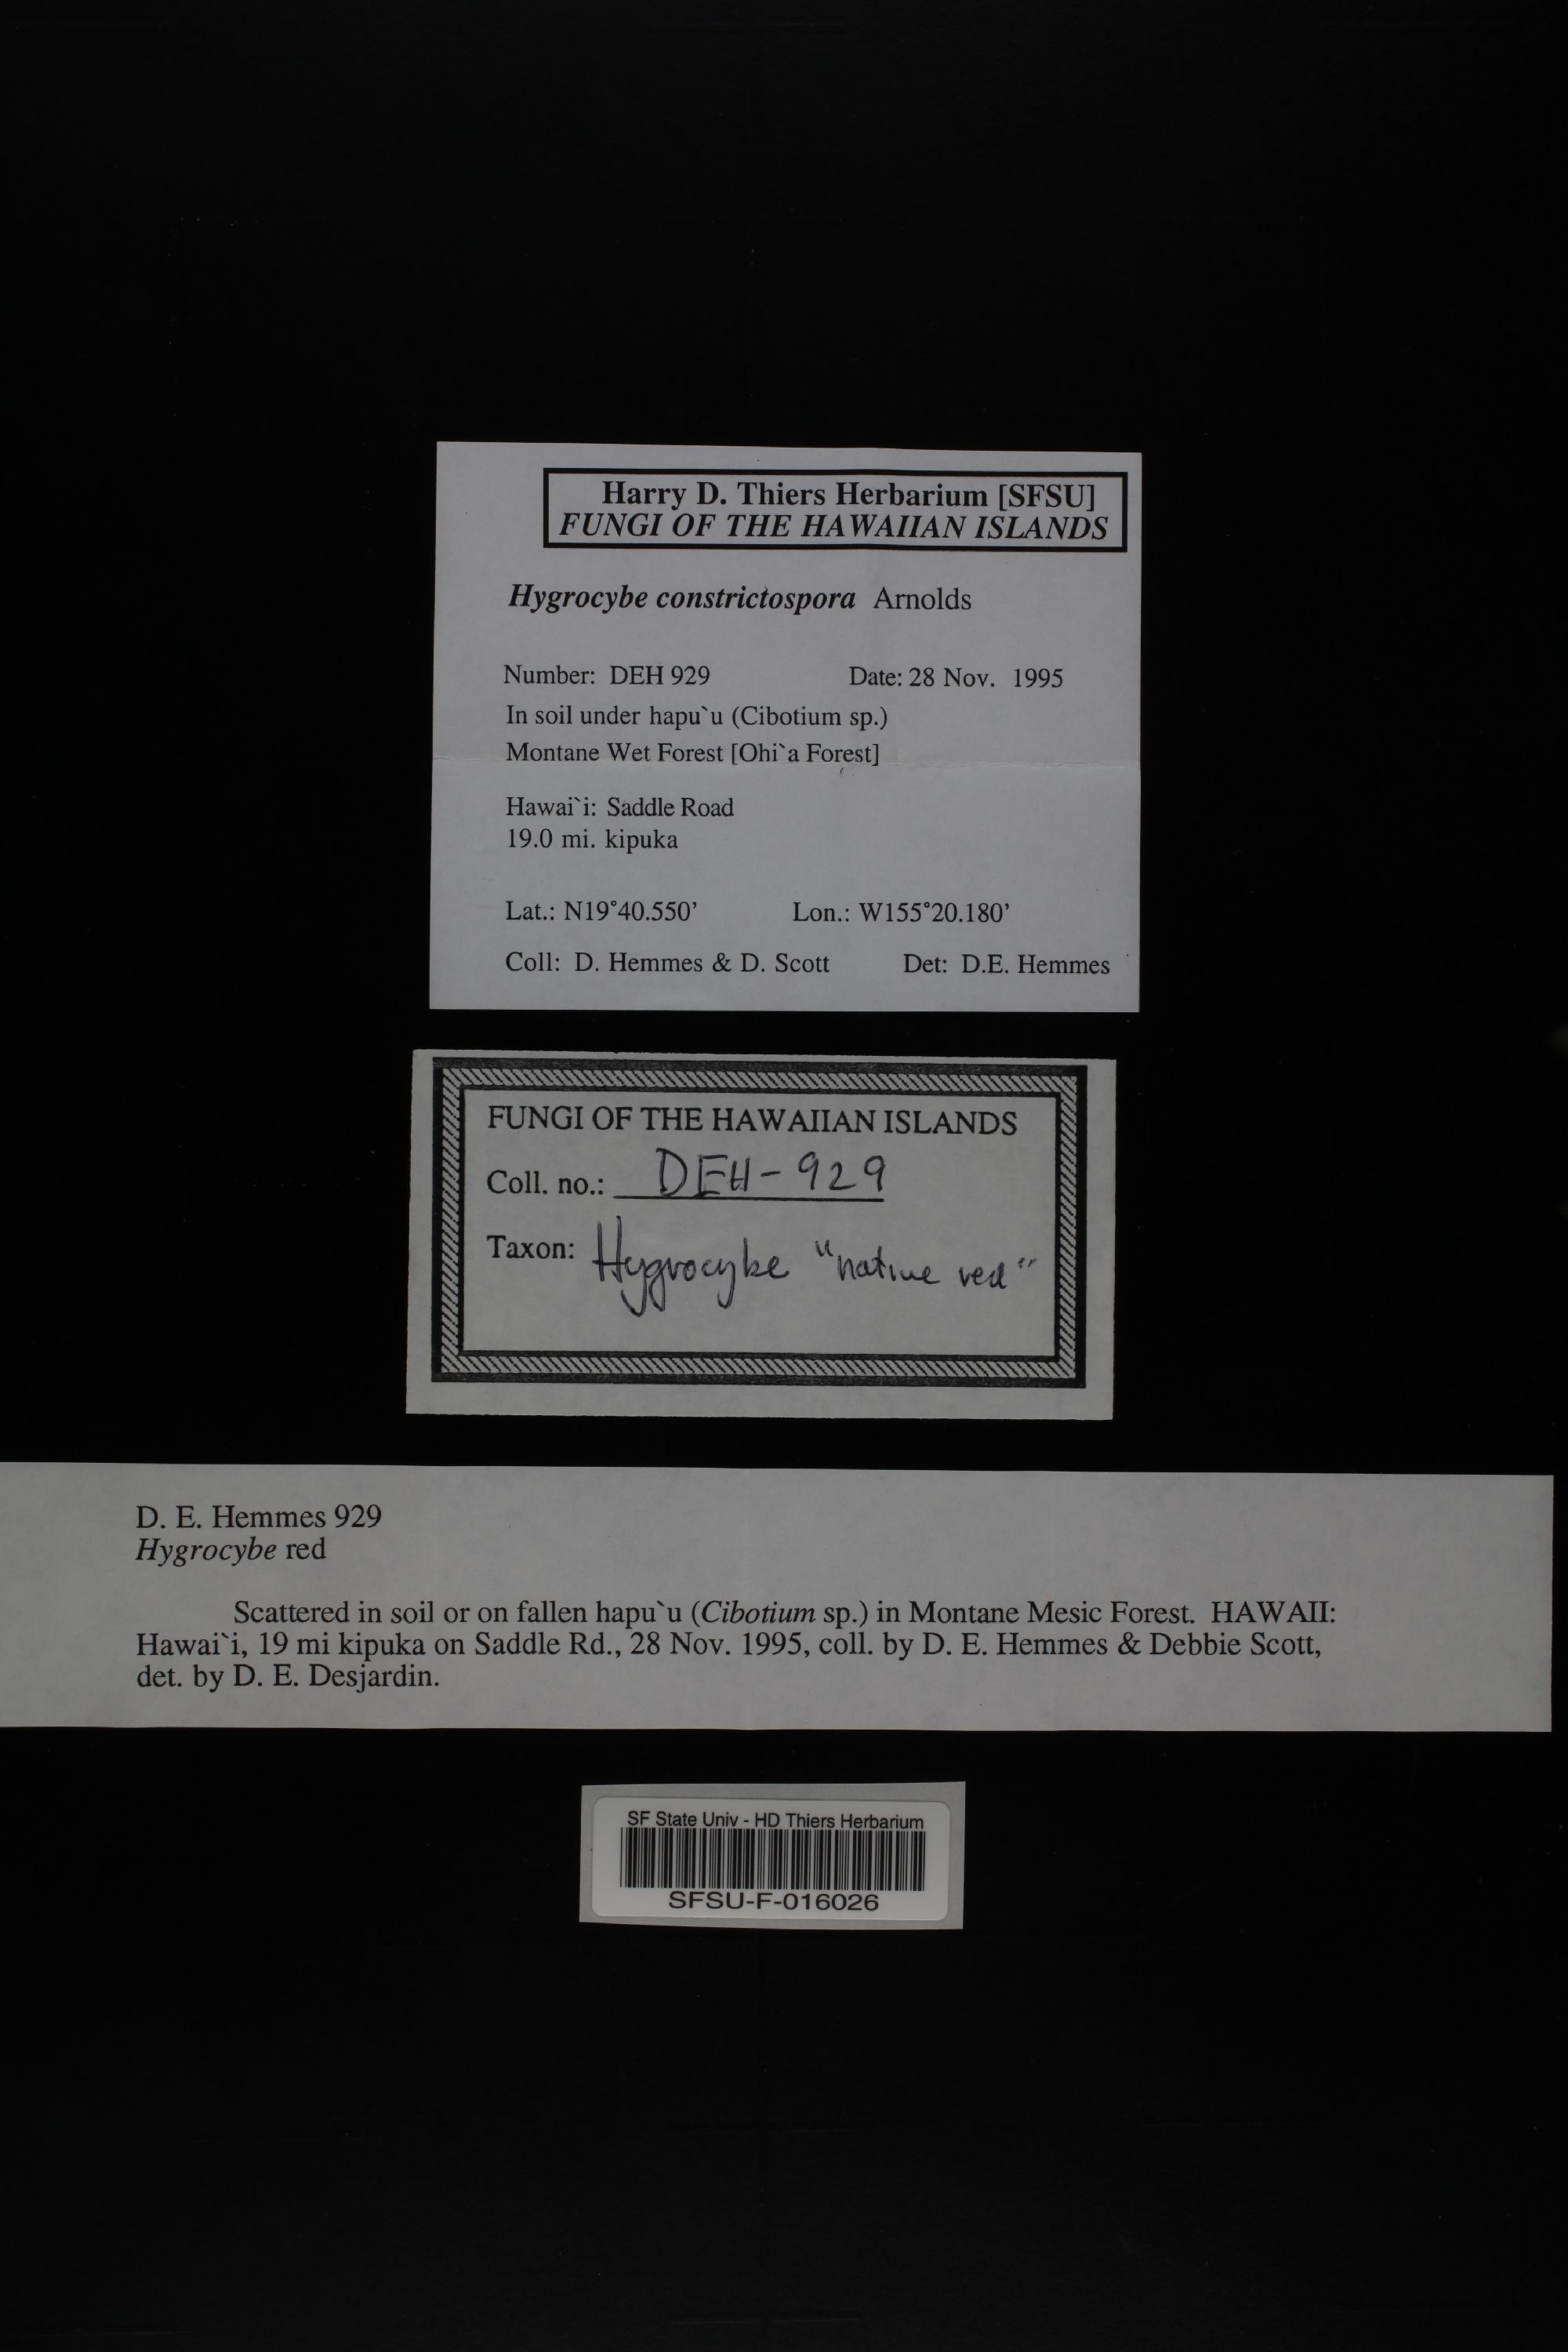 Harry D. Thiers Herbarium [SFSU]
FUNGI OF THE HAWAIIAN ISLANDS
Hygrocybe constrictospora Arnolds
Number: DEH 929 Date: 28 Nov. 1995
In soil under hapu`u (Cibotium sp.)
Montane Wet Forest [Ohi`a Forest]
Hawai`i: Saddle Road
19.0 mi. kipuka
Lat.: N19°40.550’ Lon.: W155°20.180’
Coll: D. Hemmes & D. Scott Det: D.E. Hemmes
FUNGI OF THE HAWAIIAN ISLANDS
Coll. no.: DEH-929
Taxon: Hygrocybe "native red"
D. E. Hemmes 929
Hygrocybe red
Scattered in soil or on fallen hapu`u (Cibotium sp.) in Montane Mesic Forest. HAWAII:
Hawai`i, 19 mi kipuka on Saddle Rd., 28 Nov. 1995, coll. by D. E. Hemmes & Debbie Scott,
det. by D. E. Desjardin.
SF State Univ - HD Thiers Herbarium
SFSU-F-016026